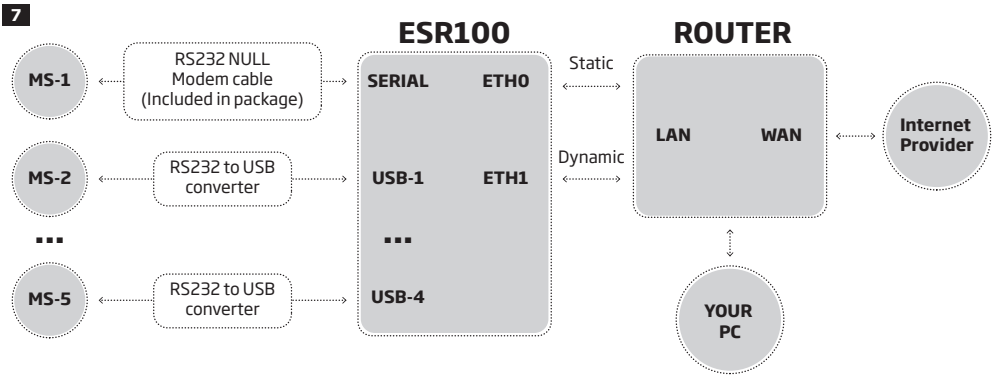 7
ESR100
ROUTER
MS-1
RS232 NULL
Modem cable
(Included in package)
SERIAL
ETH0
Static
LAN
WAN
Internet
Provider
MS-2
RS232 to USB
converter
USB-1
ETH1
Dynamic
...
...
MS-5
RS232 to USB
converter
USB-4
YOUR
PC